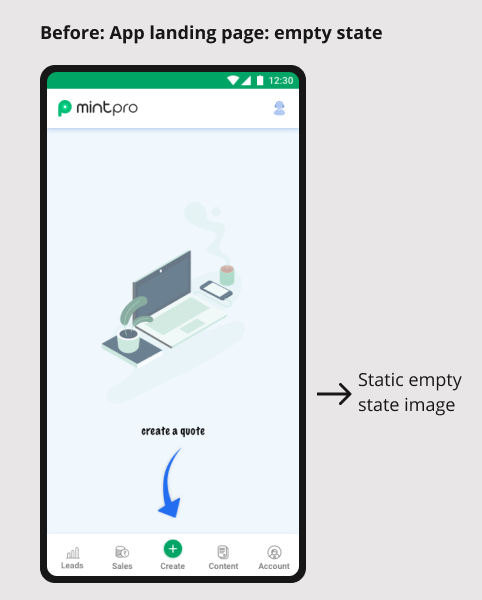 Before: App landing page: empty state
12:30
mintpro
create a quote
Static empty
state image
Leads
Sales
Create
Content
Account